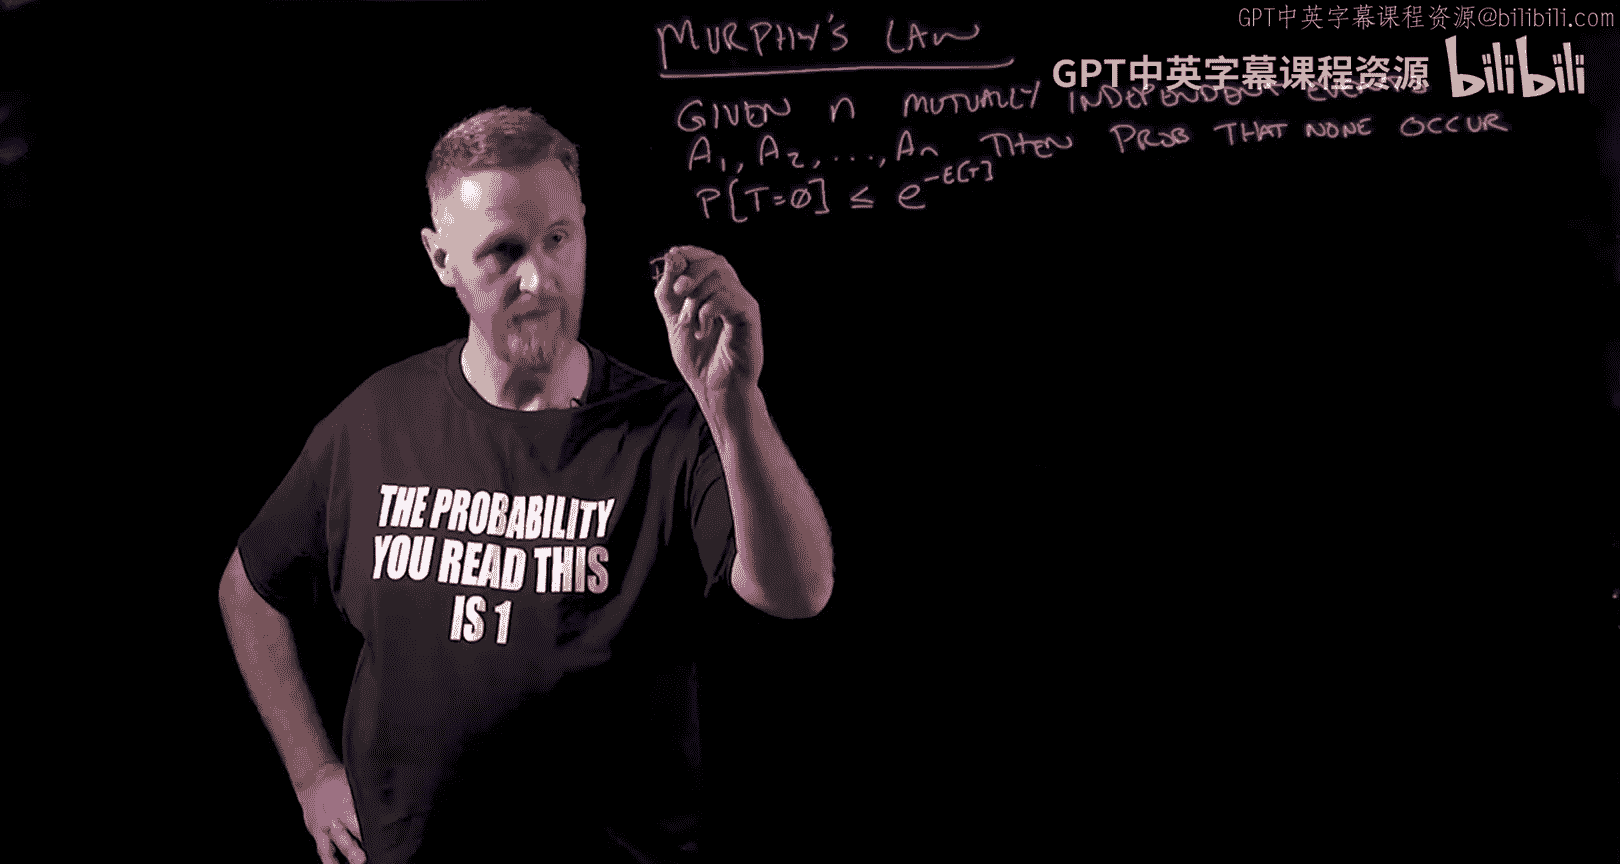 GPT中英字幕课程资源@bilibili.com
MURPHY'S LAW
GPT中英字幕课程资源 bilibili
GIVEN n MUTUALLY INDEPENDENT EVENTS
A₁, A₂, ..., Aₙ THEN PROB THAT NONE OCCUR
P[T=∅] ≤ e^{-E[T]}
THE PROBABILITY
YOU READ THIS
IS 1